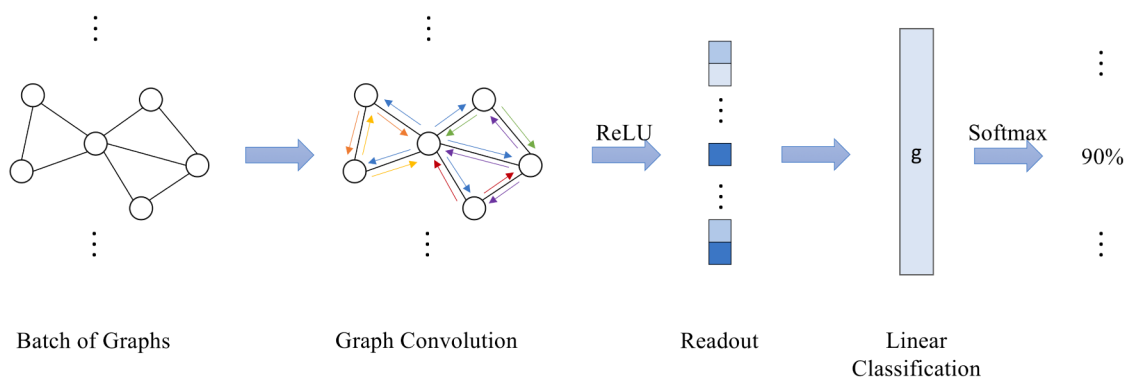 ReLU
g
Softmax
90%
Batch of Graphs
Graph Convolution
Readout
Linear
Classification